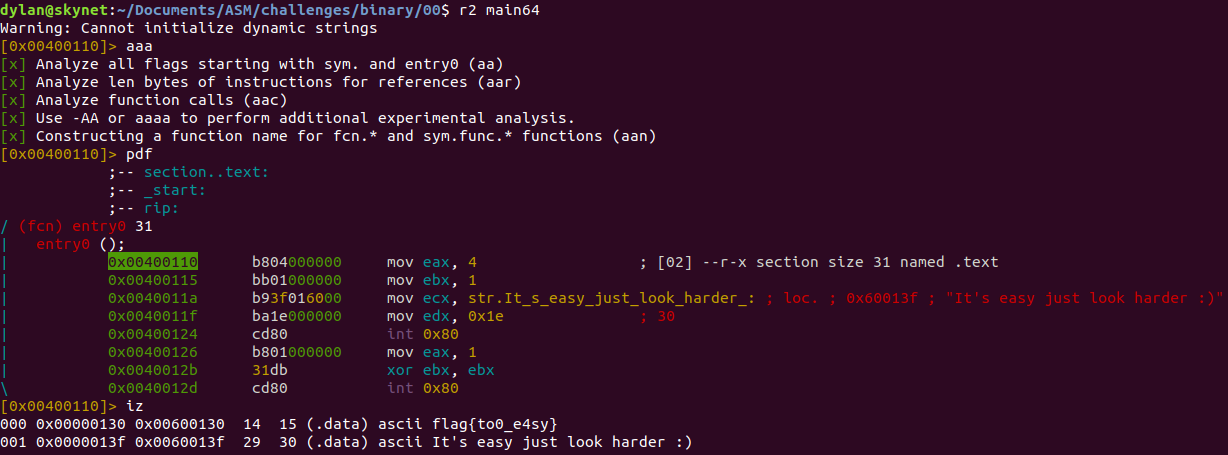 dylan@skynet:~/Documents/ASM/challenges/binary/00$ r2 main64
Warning: Cannot initialize dynamic strings
[0x00400110]> aaa
[x] Analyze all flags starting with sym. and entry0 (aa)
[x] Analyze len bytes of instructions for references (aar)
[x] Analyze function calls (aac)
[x] Use -AA or aaaa to perform additional experimental analysis.
[x] Constructing a function name for fcn.* and sym.func.* functions (aan)
[0x00400110]> pdf
;-- section..text:
;-- _start:
;-- rip:
/ (fcn) entry0 31
|   entry0 ();
|           0x00400110      b804000000     mov eax, 4                  ; [02] --r-x section size 31 named .text
|           0x00400115      bb01000000     mov ebx, 1
|           0x0040011a      b93f016000     mov ecx, str.It_s_easy_just_look_harder_: ; loc. ; 0x60013f ; "It's easy just look harder :)"
|           0x0040011f      ba1e000000     mov edx, 0x1e               ; 30
|           0x00400124      cd80           int 0x80
|           0x00400126      b801000000     mov eax, 1
|           0x0040012b      31db           xor ebx, ebx
\           0x0040012d      cd80           int 0x80
[0x00400110]> iz
000 0x00000130 0x00600130  14  15 (.data) ascii flag{to0_e4sy}
001 0x0000013f 0x0060013f  29  30 (.data) ascii It's easy just look harder :)